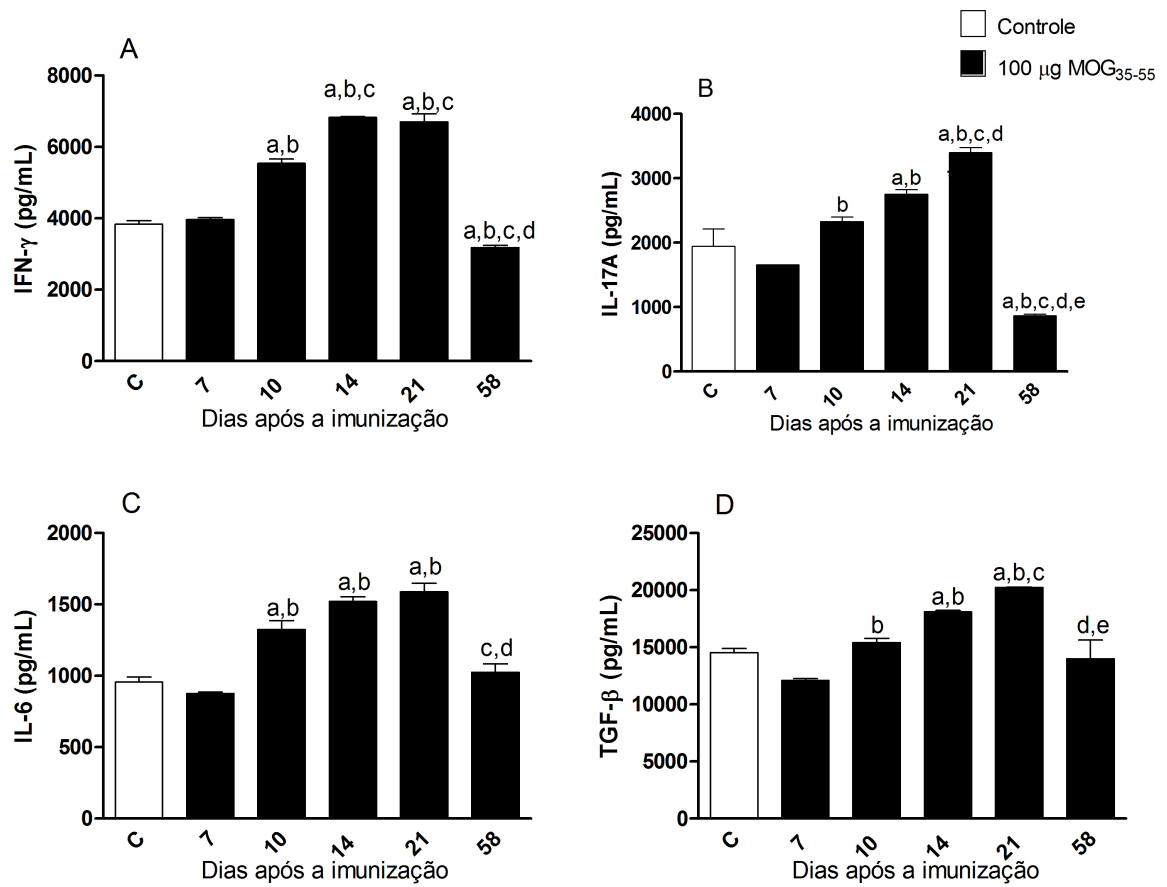 Controle
100 µg MOG35-55
A
IFN-γ (pg/mL)
8000
6000
4000
2000
0
a,b
a,b,c
a,b,c
a,b,c,d
C 7 10 14 21 58
Dias após a imunização
B
IL-17A (pg/mL)
4000
3000
2000
1000
0
b
a,b
a,b,c,d
a,b,c,d,e
C 7 10 14 21 58
Dias após a imunização
C
IL-6 (pg/mL)
2000
1500
1000
500
0
a,b
a,b
a,b
c,d
C 7 10 14 21 58
Dias após a imunização
D
TGF-β (pg/mL)
25000
20000
15000
10000
5000
0
b
a,b
a,b,c
d,e
C 7 10 14 21 58
Dias após a imunização